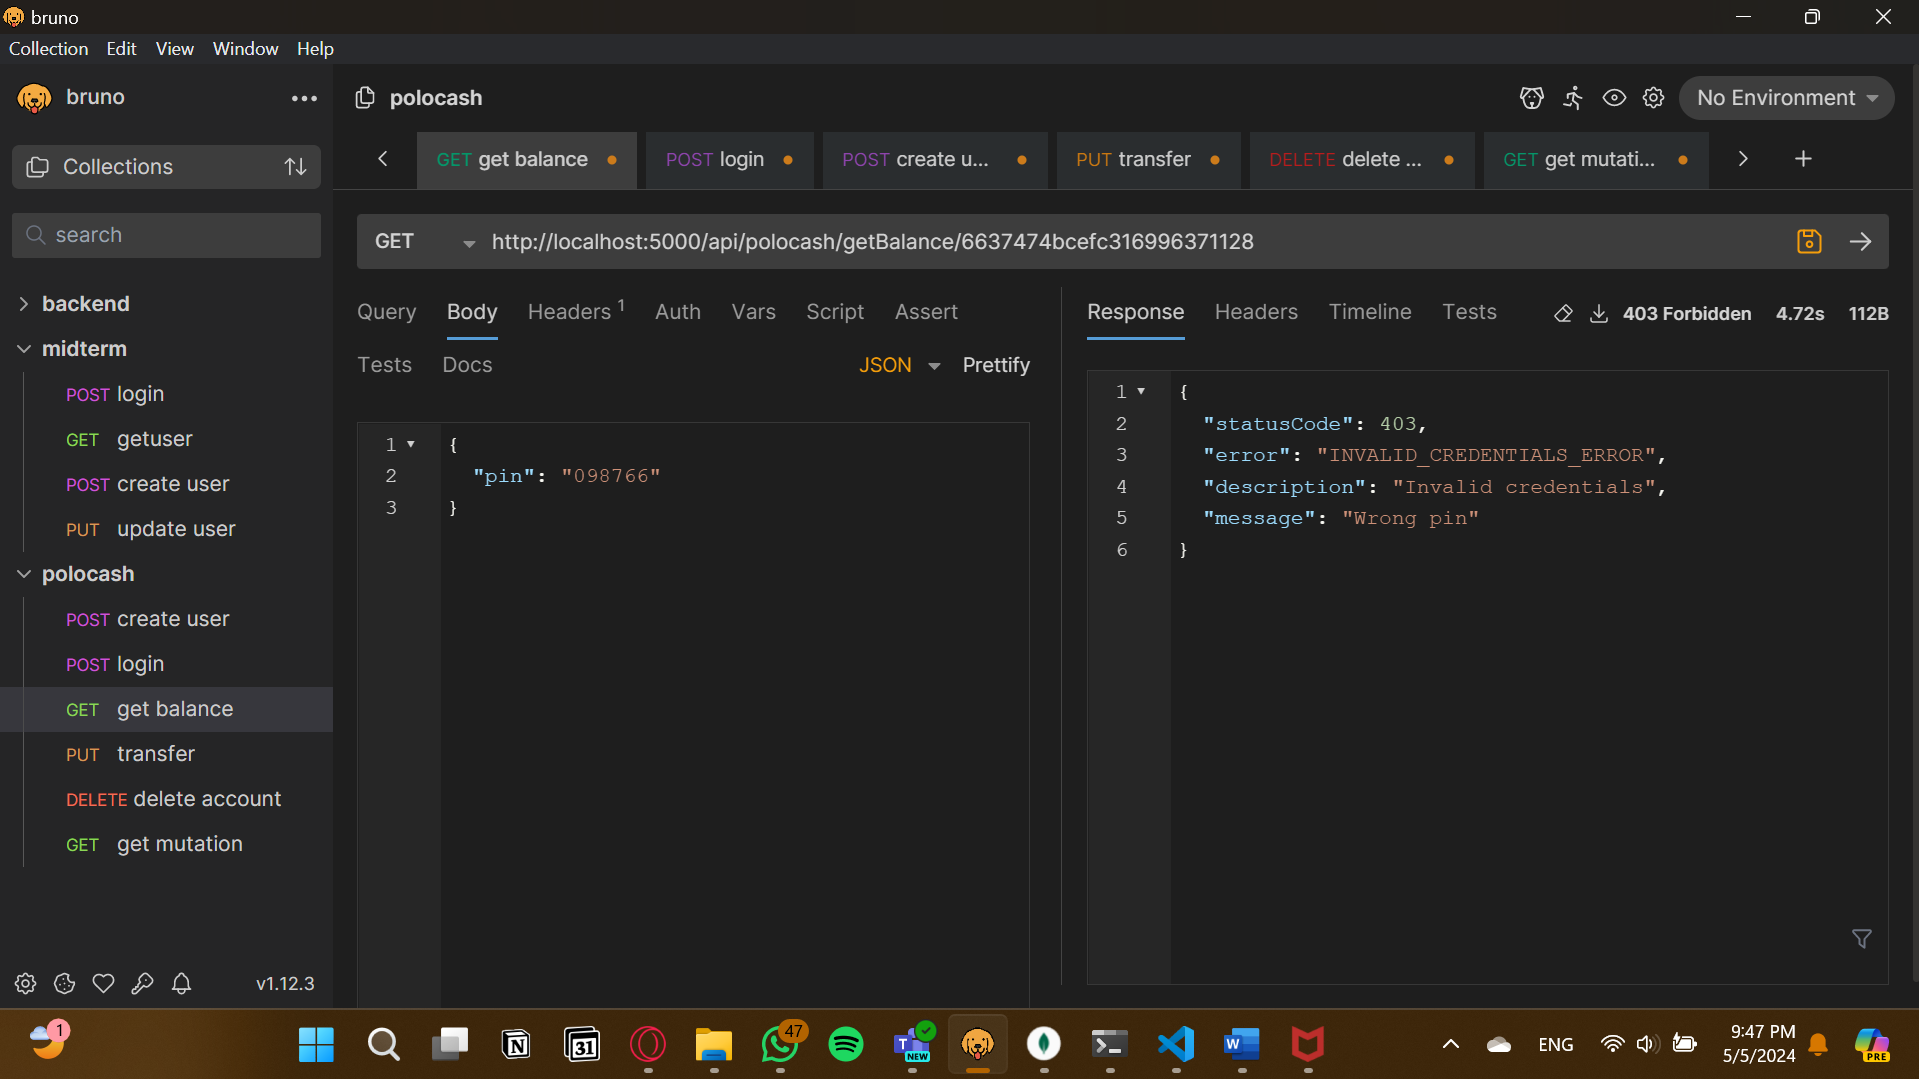 bruno
Collection Edit View Window Help
bruno
polocash
No Environment
Collections
GET get balance
POST login
POST create u...
PUT transfer
DELETE delete ...
GET get mutati...
search
GET
http://localhost:5000/api/polocash/getBalance/6637474bcefc316996371128
backend
midterm
POST login
GET getuser
POST create user
PUT update user
polocash
POST create user
POST login
GET get balance
PUT transfer
DELETE delete account
GET get mutation
v1.12.3
Query Body Headers 1 Auth Vars Script Assert
Tests Docs
JSON Prettify
1 {
2 "pin": "098766"
3 }
Response Headers Timeline Tests
403 Forbidden 4.72s 112B
1 {
2 "statusCode": 403,
3 "error": "INVALID_CREDENTIALS_ERROR",
4 "description": "Invalid credentials",
5 "message": "Wrong pin"
6 }
1
31
47
T
NEW
W
ENG
9:47 PM
5/5/2024
PRE